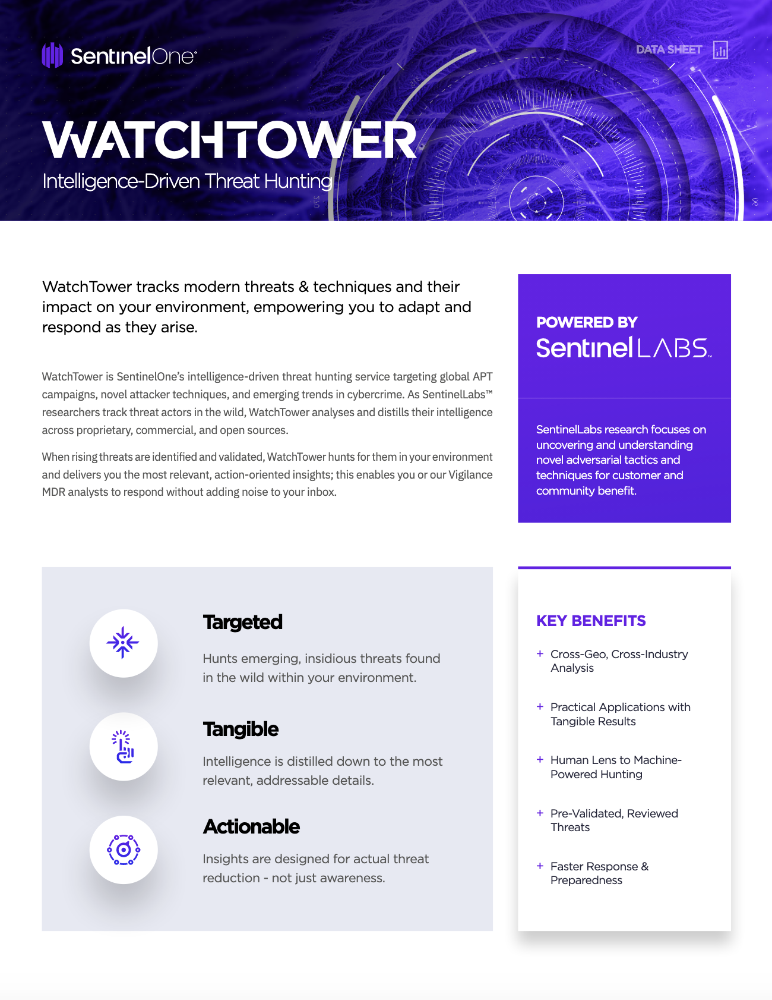 SentinelOne
DATA SHEET
WATCHTOWER
Intelligence-Driven Threat Hunting
WatchTower tracks modern threats & techniques and their
impact on your environment, empowering you to adapt and
respond as they arise.
WatchTower is SentinelOne’s intelligence-driven threat hunting service targeting global APT
campaigns, novel attacker techniques, and emerging trends in cybercrime. As SentinelLabs™
researchers track threat actors in the wild, WatchTower analyses and distills their intelligence
across proprietary, commercial, and open sources.
When rising threats are identified and validated, WatchTower hunts for them in your environment
and delivers you the most relevant, action-oriented insights; this enables you or our Vigilance
MDR analysts to respond without adding noise to your inbox.
POWERED BY
Sentinel LABS™
SentinelLabs research focuses on
uncovering and understanding
novel adversarial tactics and
techniques for customer and
community benefit.
Targeted
Hunts emerging, insidious threats found
in the wild within your environment.
Tangible
Intelligence is distilled down to the most
relevant, addressable details.
Actionable
Insights are designed for actual threat
reduction - not just awareness.
KEY BENEFITS
+ Cross-Geo, Cross-Industry
Analysis
+ Practical Applications with
Tangible Results
+ Human Lens to Machine-
Powered Hunting
+ Pre-Validated, Reviewed
Threats
+ Faster Response &
Preparedness